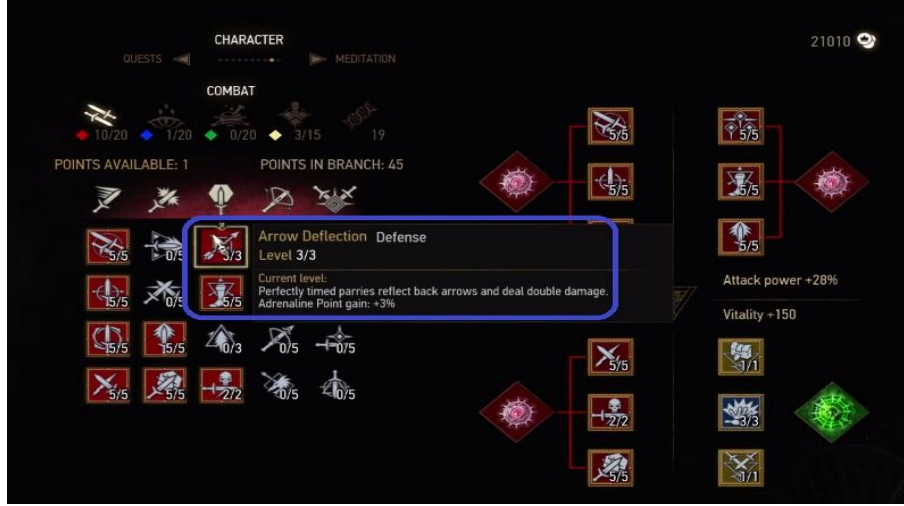 CHARACTER
21010
QUESTS
MEDITATION
COMBAT
10/20 1/20 0/20 3/15 19
POINTS AVAILABLE: 1 POINTS IN BRANCH: 45
5/5 5/5
5/5 5/5
5/5 0/5 3/3 5/5
Arrow Deflection Defense
Level 3/3
Current level:
Perfectly timed parries reflect back arrows and deal double damage.
Adrenaline Point gain: +3%
5/5 0/5 5/5
Attack power +28%
Vitality +150
5/5 5/5 0/3 0/5 0/5
5/5 1/1
5/5 5/5 2/2 0/5 0/5
2/2 3/3
5/5 1/1